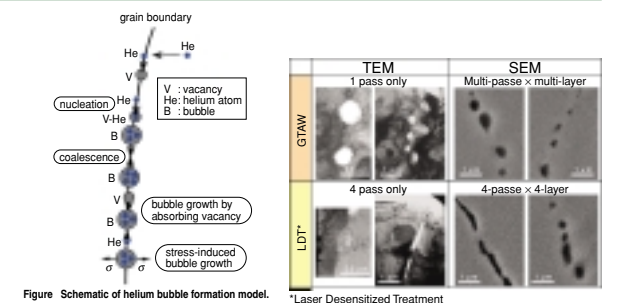 grain boundary
He
He
V
V : vacancy
He: helium atom
B : bubble
nucleation
He
V-He
B
coalescence
B
V
bubble growth by
absorbing vacancy
B
He
stress-induced
bubble growth
σ σ
Figure Schematic of helium bubble formation model.
TEM SEM
1 pass only Multi-passe × multi-layer
GTAW
4 pass only 4-passe × 4-layer
LDT*
*Laser Desensitized Treatment